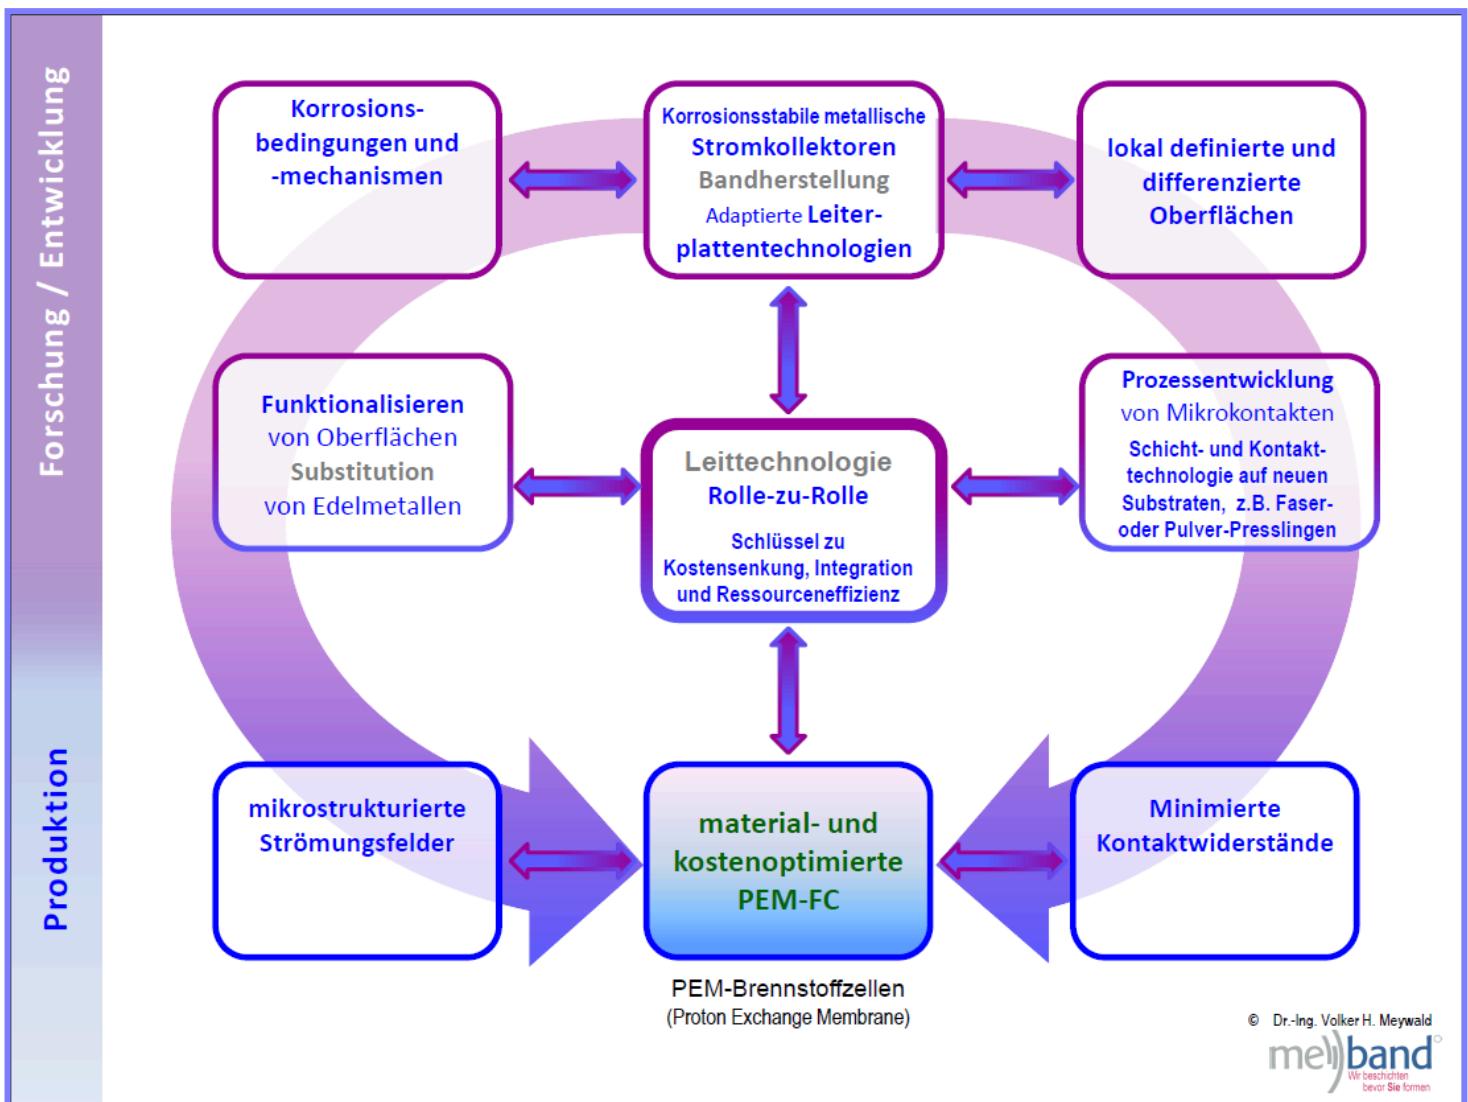 Forschung / Entwicklung
Produktion
Korrosions-
bedingungen und
-mechanismen
Korrosionsstabile metallische
Stromkollektoren
Bandherstellung
Adaptierte Leiter-
plattentechnologien
lokal definierte und
differenzierte
Oberflächen
Funktionalisieren
von Oberflächen
Substitution
von Edelmetallen
Leittechnologie
Rolle-zu-Rolle
Schlüssel zu
Kostensenkung, Integration
und Ressourceneffizienz
Prozessentwicklung
von Mikrokontakten
Schicht- und Kontakt-
technologie auf neuen
Substraten, z.B. Faser-
oder Pulver-Presslingen
mikrostrukturierte
Strömungsfelder
material- und
kostenoptimierte
PEM-FC
Minimierte
Kontaktwiderstände
PEM-Brennstoffzellen
(Proton Exchange Membrane)
© Dr.-Ing. Volker H. Meywald
band
Wir beschichten
bevor Sie formen